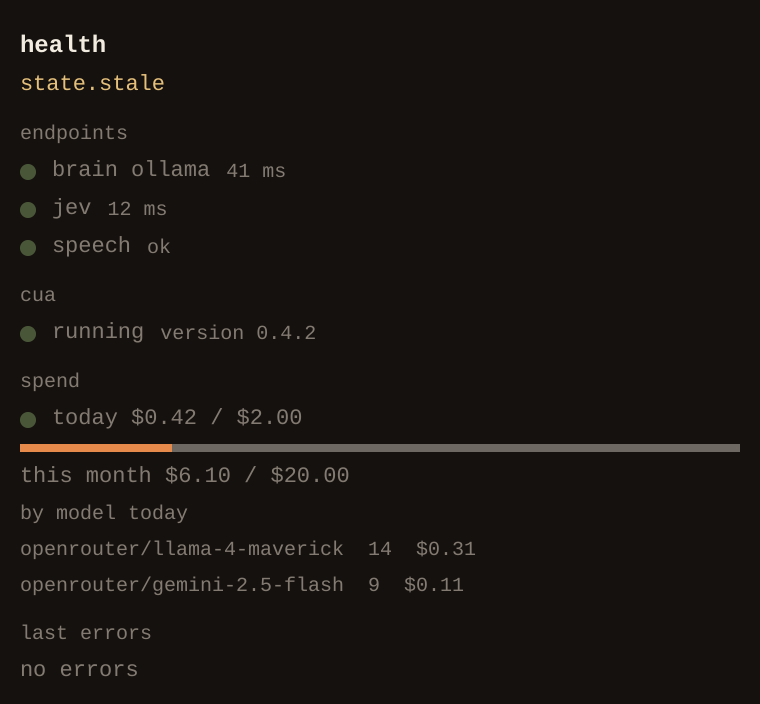 health
state.stale
endpoints
brain ollama 41 ms
jev 12 ms
speech ok
cua
running version 0.4.2
spend
today $0.42 / $2.00
this month $6.10 / $20.00
by model today
openrouter/llama-4-maverick 14 $0.31
openrouter/gemini-2.5-flash 9 $0.11
last errors
no errors